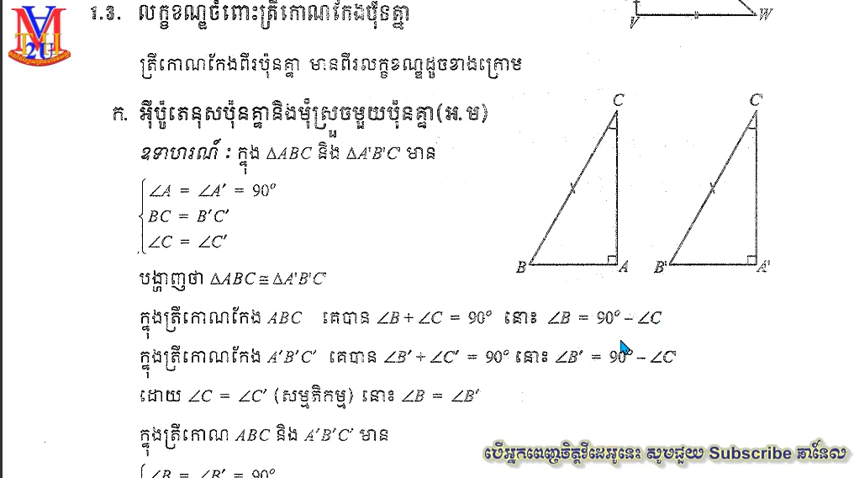 V W
១.៣. លក្ខខណ្ឌចំពោះត្រីកោណកែងប៉ុនគ្នា
ត្រីកោណកែងពីរប៉ុនគ្នា មានពីរលក្ខខណ្ឌដូចខាងក្រោម
ក. អ៊ីប៉ូតេនុសប៉ុនគ្នានិងមុំស្រួចមួយប៉ុនគ្នា(អ.ម)
ឧទាហរណ៍ : ក្នុង ΔABC និង ΔA'B'C' មាន
∠A = ∠A' = 90°
BC = B'C'
∠C = ∠C'
បង្ហាញថា ΔABC ≅ ΔA'B'C'
ក្នុងត្រីកោណកែង ABC គេបាន ∠B + ∠C = 90° នោះ ∠B = 90° – ∠C
ក្នុងត្រីកោណកែង A'B'C' គេបាន ∠B' + ∠C' = 90° នោះ ∠B' = 90° – ∠C'
ដោយ ∠C = ∠C' (សម្មតិកម្ម) នោះ ∠B = ∠B'
ក្នុងត្រីកោណ ABC និង A'B'C' មាន
∠B = ∠B' = 90°
C C'
B A B' A'
បើអ្នកពេញចិត្តវីដេអូនេះ សូមជួយ Subscribe ឆានែល